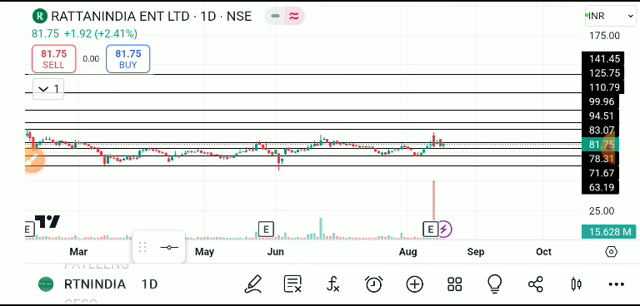 RATTANINDIA ENT LTD · 1D · NSE
81.75 +1.92 (+2.41%)
81.75
SELL
0.00
81.75
BUY
1
INR
175.00
141.45
125.75
110.79
99.96
94.51
83.07
81.75
78.31
71.67
63.19
25.00
15.628 M
E
E
E
Mar
May
Jun
Aug
Sep
Oct
RTNINDIA 1D